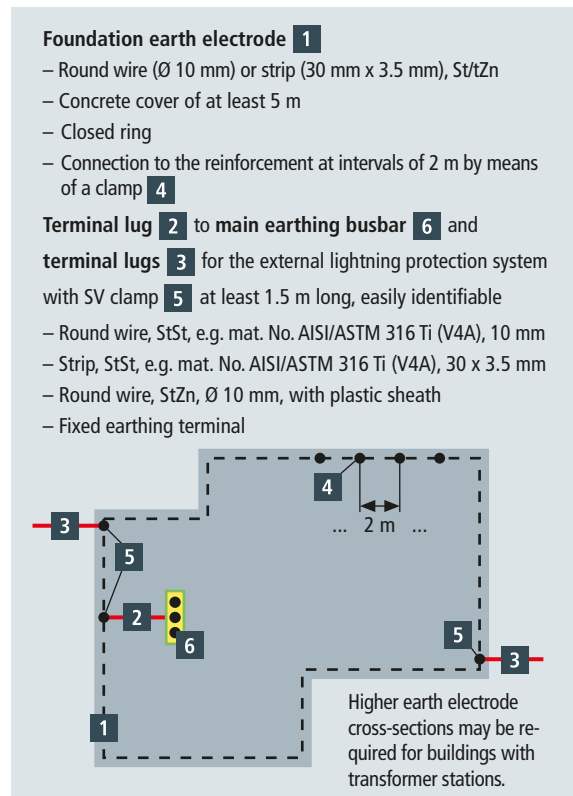 Foundation earth electrode 1
– Round wire (Ø 10 mm) or strip (30 mm x 3.5 mm), St/tZn
– Concrete cover of at least 5 m
– Closed ring
– Connection to the reinforcement at intervals of 2 m by means
of a clamp 4
Terminal lug 2 to main earthing busbar 6 and
terminal lugs 3 for the external lightning protection system
with SV clamp 5 at least 1.5 m long, easily identifiable
– Round wire, StSt, e.g. mat. No. AISI/ASTM 316 Ti (V4A), 10 mm
– Strip, StSt, e.g. mat. No. AISI/ASTM 316 Ti (V4A), 30 x 3.5 mm
– Round wire, StZn, Ø 10 mm, with plastic sheath
– Fixed earthing terminal
4
... 2 m ...
3
5
2
6
5
3
1
Higher earth electrode
cross-sections may be re-
quired for buildings with
transformer stations.